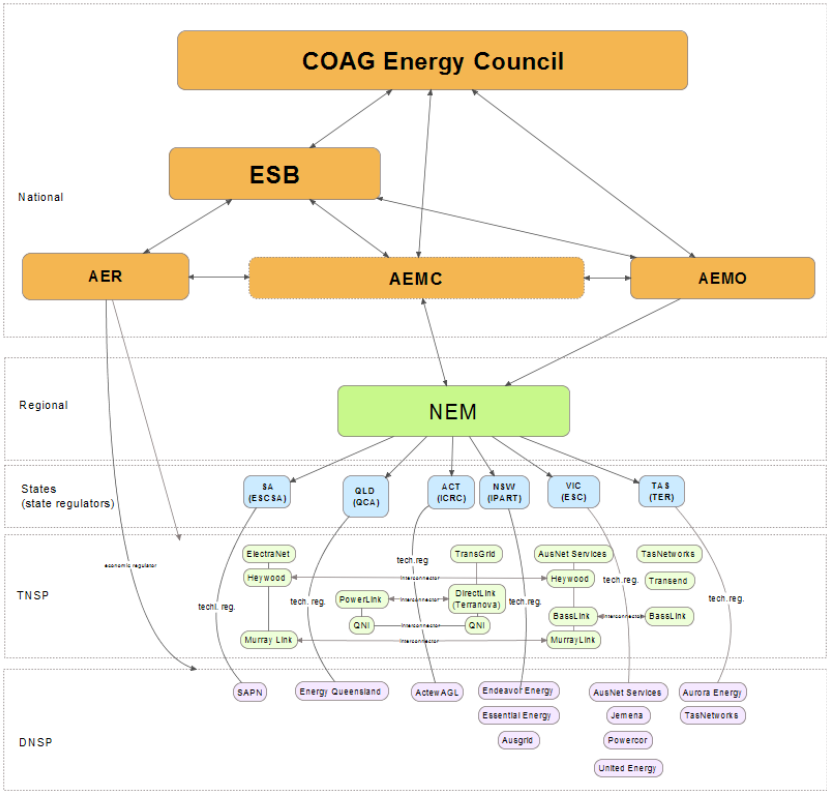 COAG Energy Council
ESB
National
AER
AEMC
AEMO
Regional
NEM
States
(state regulators)
SA
(ESCSA)
QLD
(QCA)
ACT
(ICRC)
NSW
(IPART)
VIC
(ESC)
TAS
(TER)
TNSP
economic regulator
ElectraNet
TransGrid
AusNet Services
TasNetworks
tech.reg
Heywood
interconnector
Heywood
tech.reg.
Transend
techl. reg.
tech. reg.
PowerLink
interconnector
DirectLink
(Terranova)
tech.reg.
tech.reg.
BassLink
interconnector
BassLink
QNI
interconnector
QNI
Murray Link
interconnector
MurrayLink
DNSP
SAPN
Energy Queensland
ActewAGL
Endeavor Energy
AusNet Services
Aurora Energy
Essential Energy
Jemena
TasNetworks
Ausgrid
Powercor
United Energy